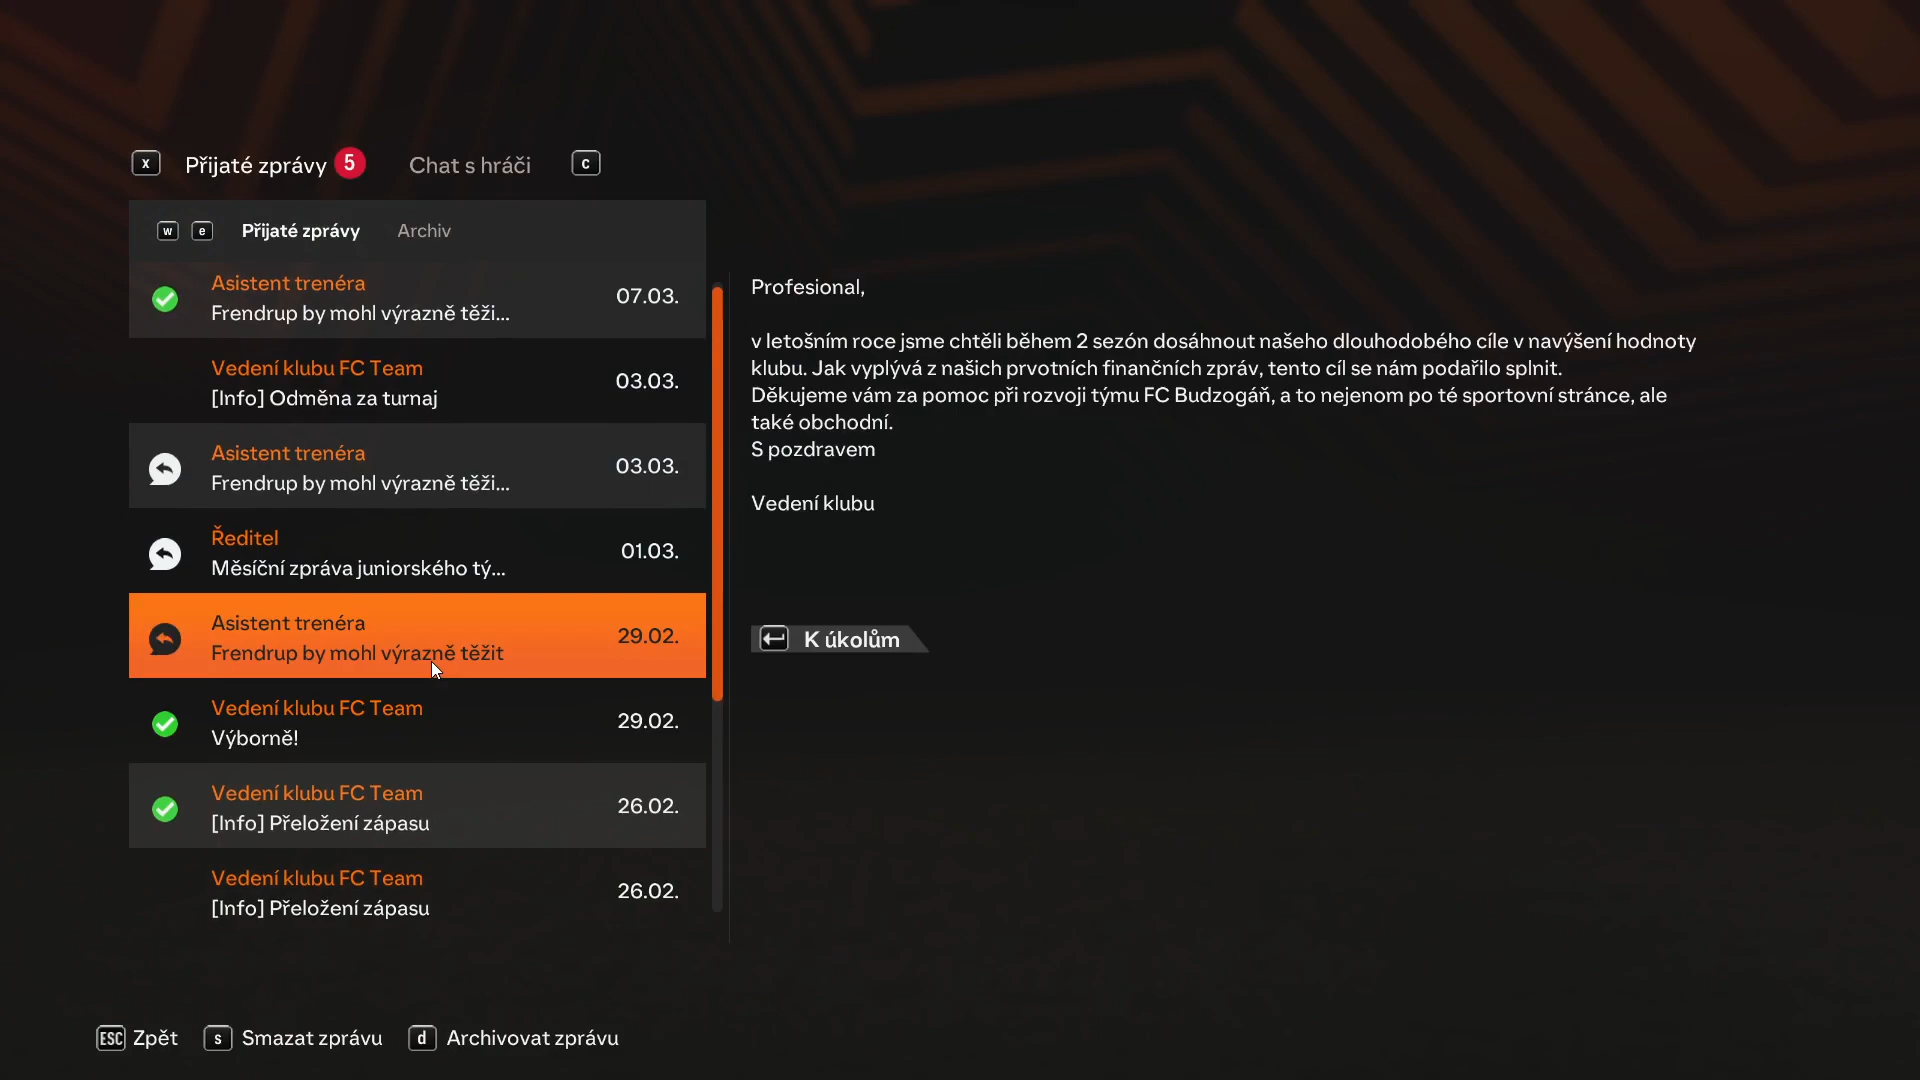 x Přijaté zprávy 5 Chat s hráči c
w e Přijaté zprávy Archiv
Asistent trenéra
Frendrup by mohl výrazně těži...
07.03.
Vedení klubu FC Team
[Info] Odměna za turnaj
03.03.
Asistent trenéra
Frendrup by mohl výrazně těži...
03.03.
Ředitel
Měsíční zpráva juniorského tý...
01.03.
Asistent trenéra
Frendrup by mohl výrazně těžit
29.02.
Vedení klubu FC Team
Výborně!
29.02.
Vedení klubu FC Team
[Info] Přeložení zápasu
26.02.
Vedení klubu FC Team
[Info] Přeložení zápasu
26.02.
Profesional,
v letošním roce jsme chtěli během 2 sezón dosáhnout našeho dlouhodobého cíle v navýšení hodnoty
klubu. Jak vyplývá z našich prvotních finančních zpráv, tento cíl se nám podařilo splnit.
Děkujeme vám za pomoc při rozvoji týmu FC Budzogáň, a to nejenom po té sportovní stránce, ale
také obchodní.
S pozdravem
Vedení klubu
K úkolům
ESC Zpět s Smazat zprávu d Archivovat zprávu